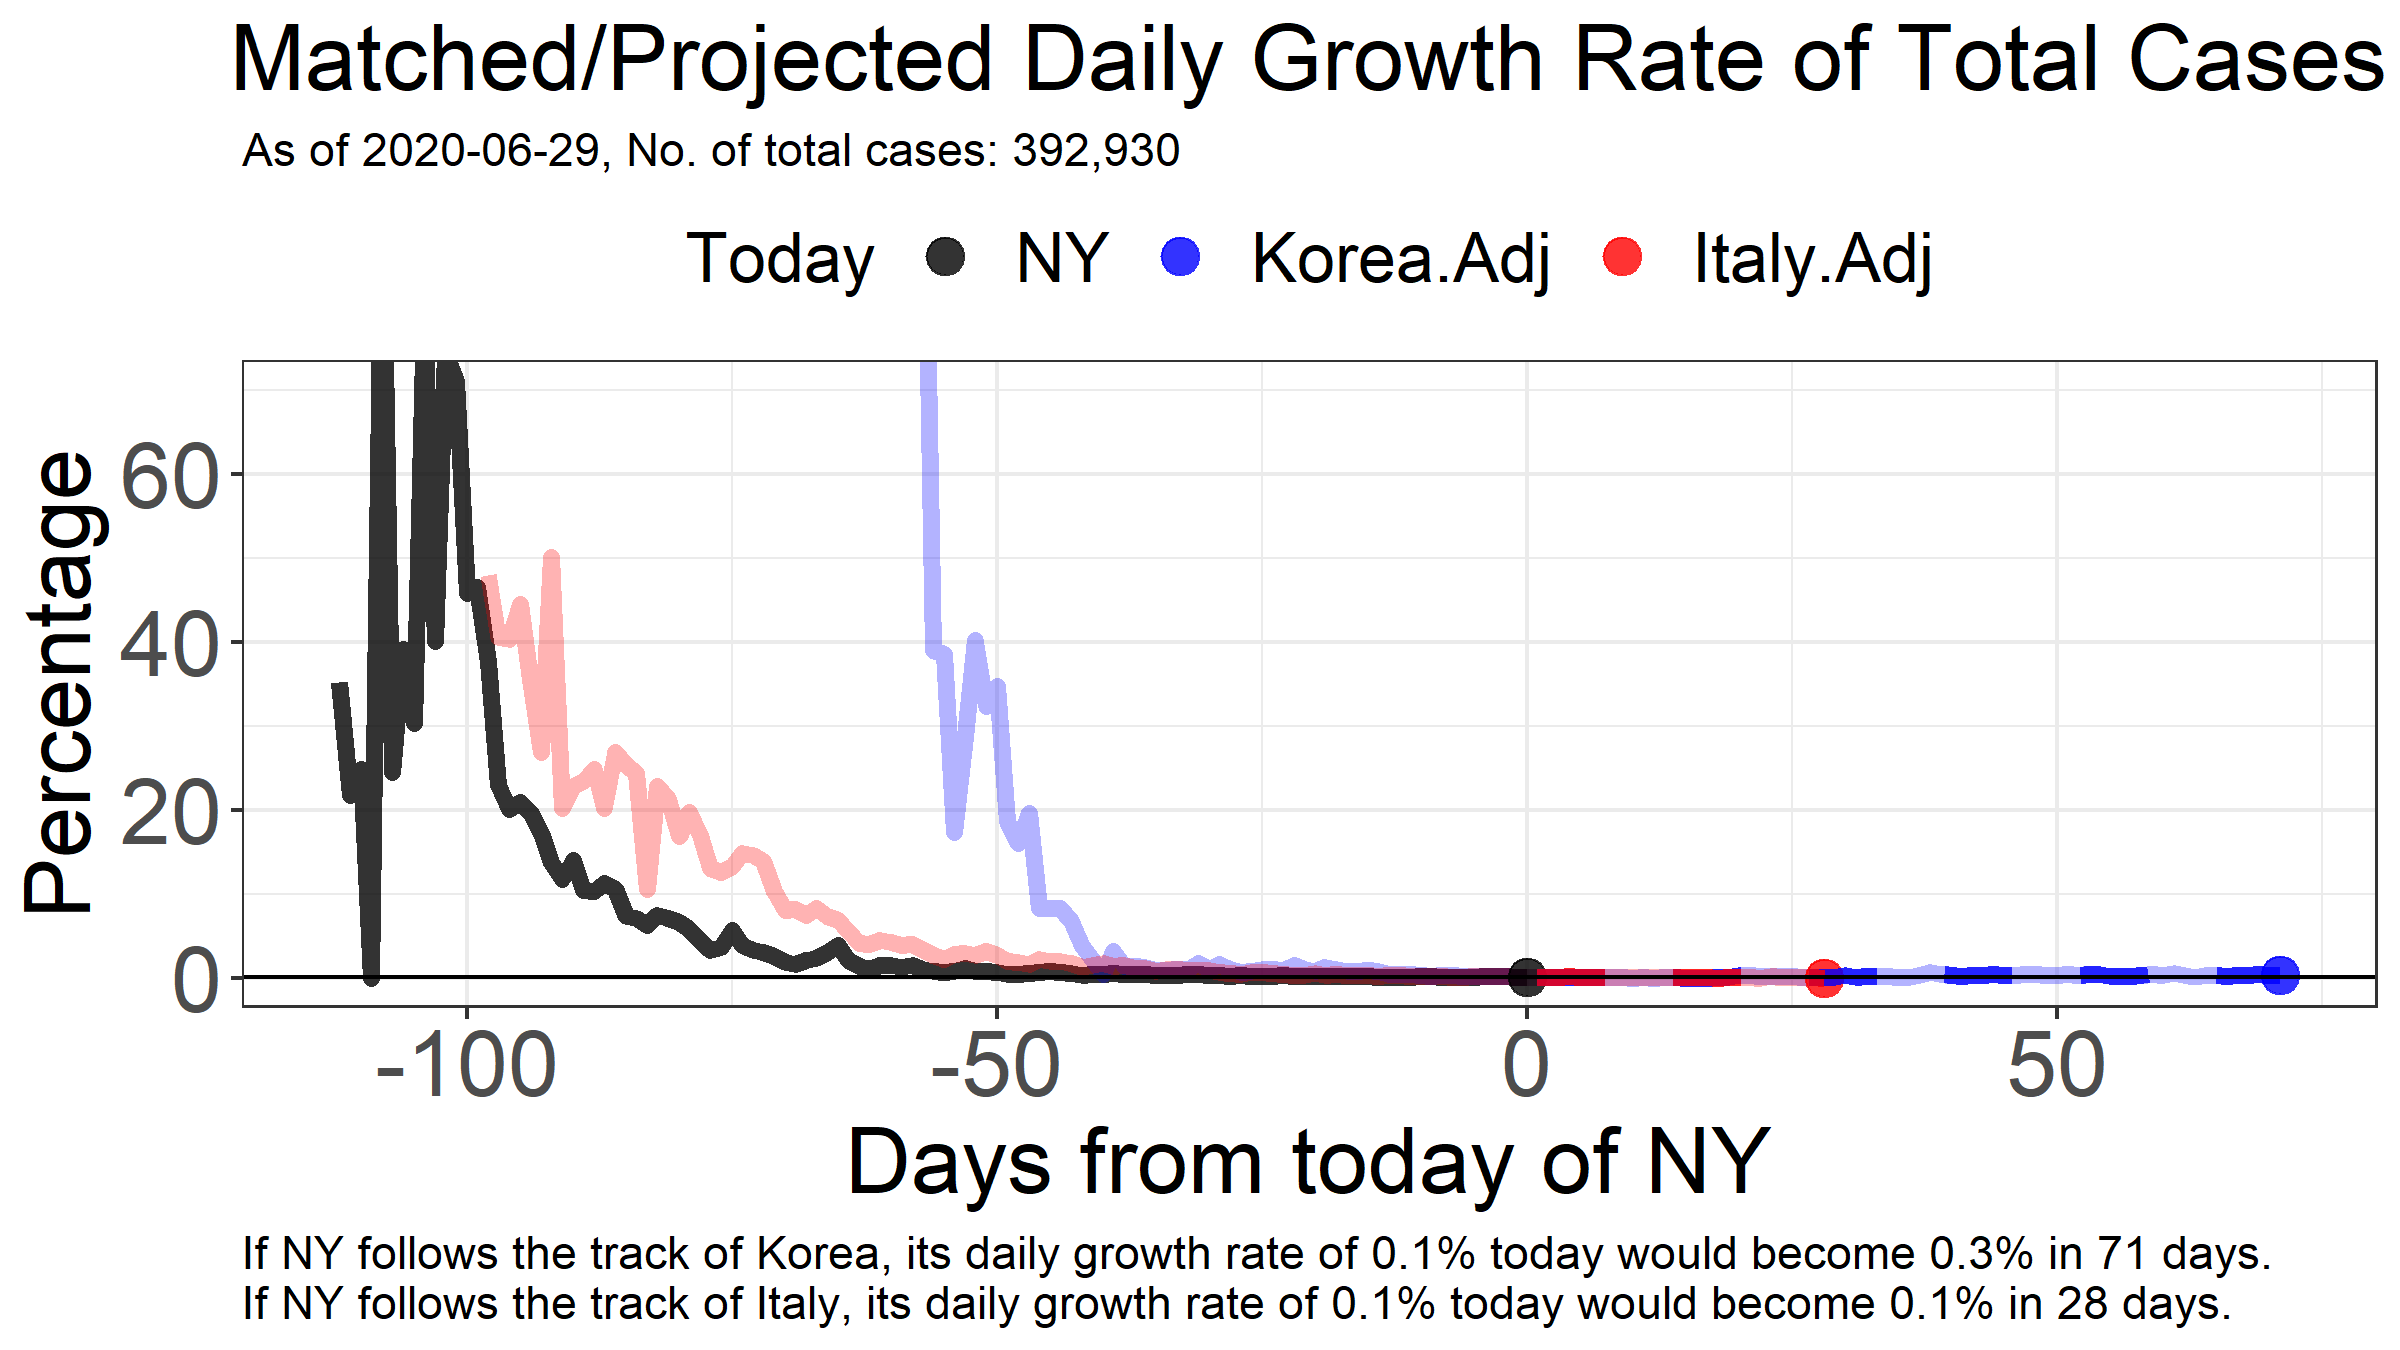 Matched/Projected Daily Growth Rate of Total Cases
As of 2020-06-29, No. of total cases: 392,930
Today NY Korea.Adj Italy.Adj
Percentage
60
40
20
0
-100 -50 0 50
Days from today of NY
If NY follows the track of Korea, its daily growth rate of 0.1% today would become 0.3% in 71 days.
If NY follows the track of Italy, its daily growth rate of 0.1% today would become 0.1% in 28 days.